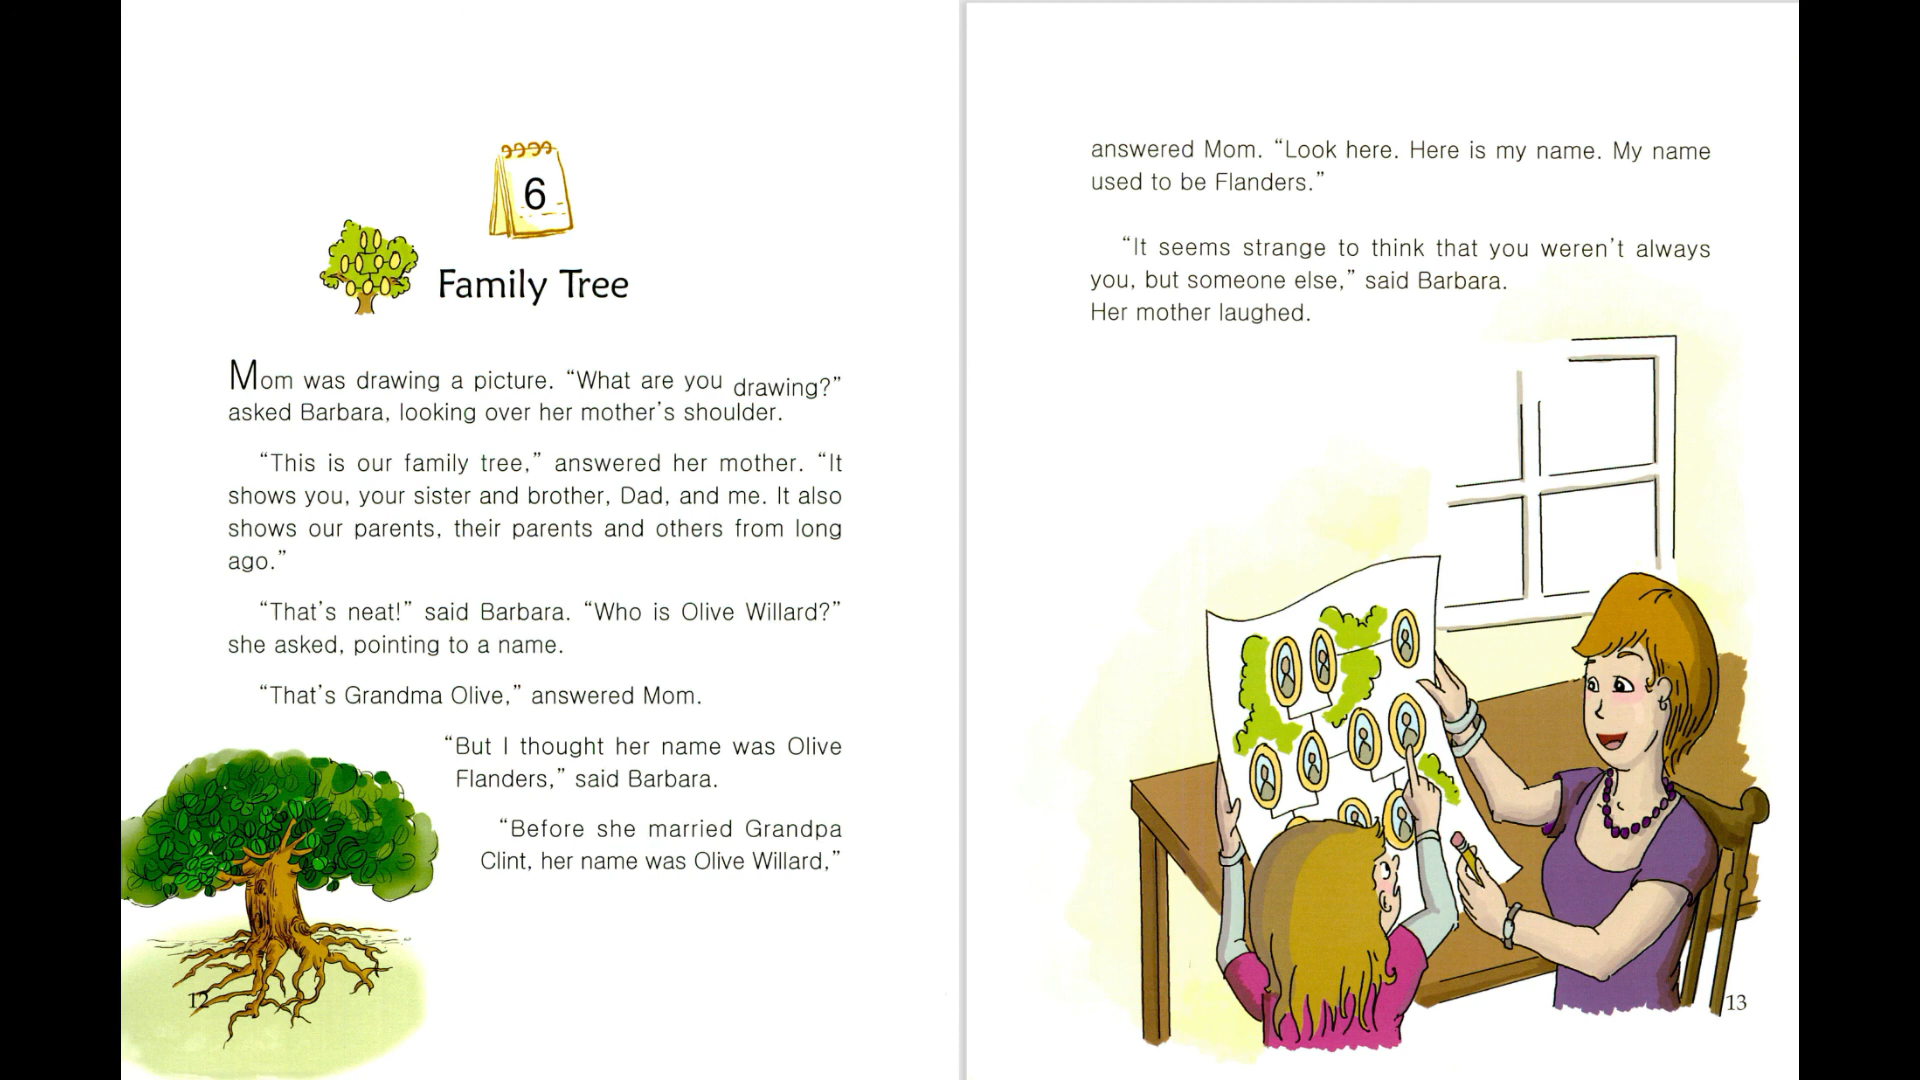 6
Family Tree
Mom was drawing a picture. “What are you drawing?”
asked Barbara, looking over her mother’s shoulder.
“This is our family tree,” answered her mother. “It
shows you, your sister and brother, Dad, and me. It also
shows our parents, their parents and others from long
ago.”
“That’s neat!” said Barbara. “Who is Olive Willard?”
she asked, pointing to a name.
“That’s Grandma Olive,” answered Mom.
“But I thought her name was Olive
Flanders,” said Barbara.
“Before she married Grandpa
Clint, her name was Olive Willard,”
12
answered Mom. “Look here. Here is my name. My name
used to be Flanders.”
“It seems strange to think that you weren’t always
you, but someone else,” said Barbara.
Her mother laughed.
13